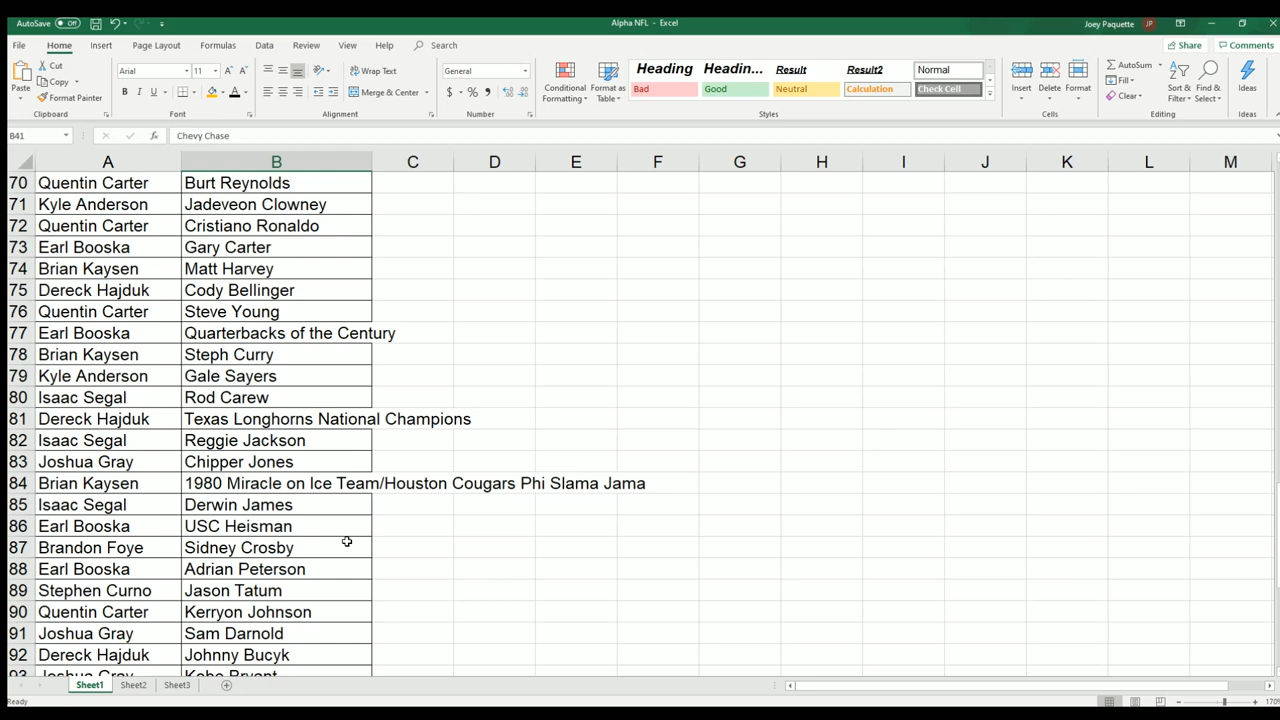 AutoSave Off
Alpha NFL - Excel
Joey Paquette JP
File Home Insert Page Layout Formulas Data Review View Help Search
Share Comments
Paste
Cut
Copy
Format Painter
Clipboard
Arial 11
B I U
Font
Wrap Text
Merge & Center
Alignment
General
$ % 9
Number
Conditional Formatting
Format as Table
Heading Headin... Result Result2 Normal
Bad Good Neutral Calculation Check Cell
Styles
Insert Delete Format
Cells
AutoSum
Fill
Clear
Sort & Filter
Find & Select
Editing
Ideas
Ideas
B41 fx Chevy Chase
A B C D E F G H I J K L M
70 Quentin Carter Burt Reynolds
71 Kyle Anderson Jadeveon Clowney
72 Quentin Carter Cristiano Ronaldo
73 Earl Booska Gary Carter
74 Brian Kaysen Matt Harvey
75 Dereck Hajduk Cody Bellinger
76 Quentin Carter Steve Young
77 Earl Booska Quarterbacks of the Century
78 Brian Kaysen Steph Curry
79 Kyle Anderson Gale Sayers
80 Isaac Segal Rod Carew
81 Dereck Hajduk Texas Longhorns National Champions
82 Isaac Segal Reggie Jackson
83 Joshua Gray Chipper Jones
84 Brian Kaysen 1980 Miracle on Ice Team/Houston Cougars Phi Slama Jama
85 Isaac Segal Derwin James
86 Earl Booska USC Heisman
87 Brandon Foye Sidney Crosby
88 Earl Booska Adrian Peterson
89 Stephen Curno Jason Tatum
90 Quentin Carter Kerryon Johnson
91 Joshua Gray Sam Darnold
92 Dereck Hajduk Johnny Bucyk
93 Joshua Gray Kobe Bryant
Sheet1 Sheet2 Sheet3
Ready
170%